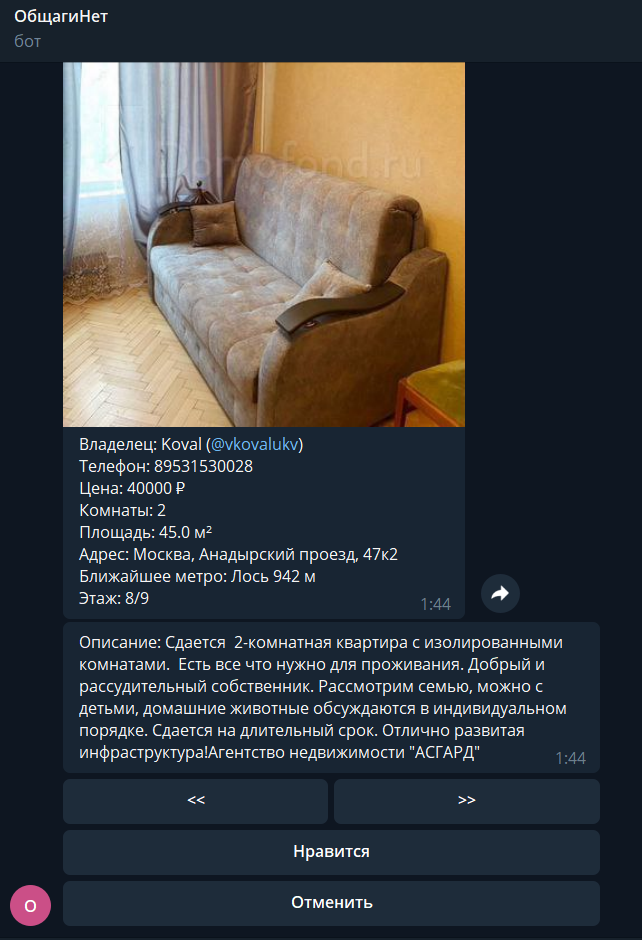 ОбщагиНет
бот
Domofond.ru
Владелец: Koval (@vkovalukv)
Телефон: 89531530028
Цена: 40000 ₽
Комнаты: 2
Площадь: 45.0 м²
Адрес: Москва, Анадырский проезд, 47к2
Ближайшее метро: Лось 942 м
Этаж: 8/9
1:44
Описание: Сдается  2-комнатная квартира с изолированными
комнатами.  Есть все что нужно для проживания. Добрый и
рассудительный собственник. Рассмотрим семью, можно с
детьми, домашние животные обсуждаются в индивидуальном
порядке. Сдается на длительный срок. Отлично развитая
инфраструктура!Агентство недвижимости "АСГАРД"
1:44
<< >>
Нравится
О
Отменить